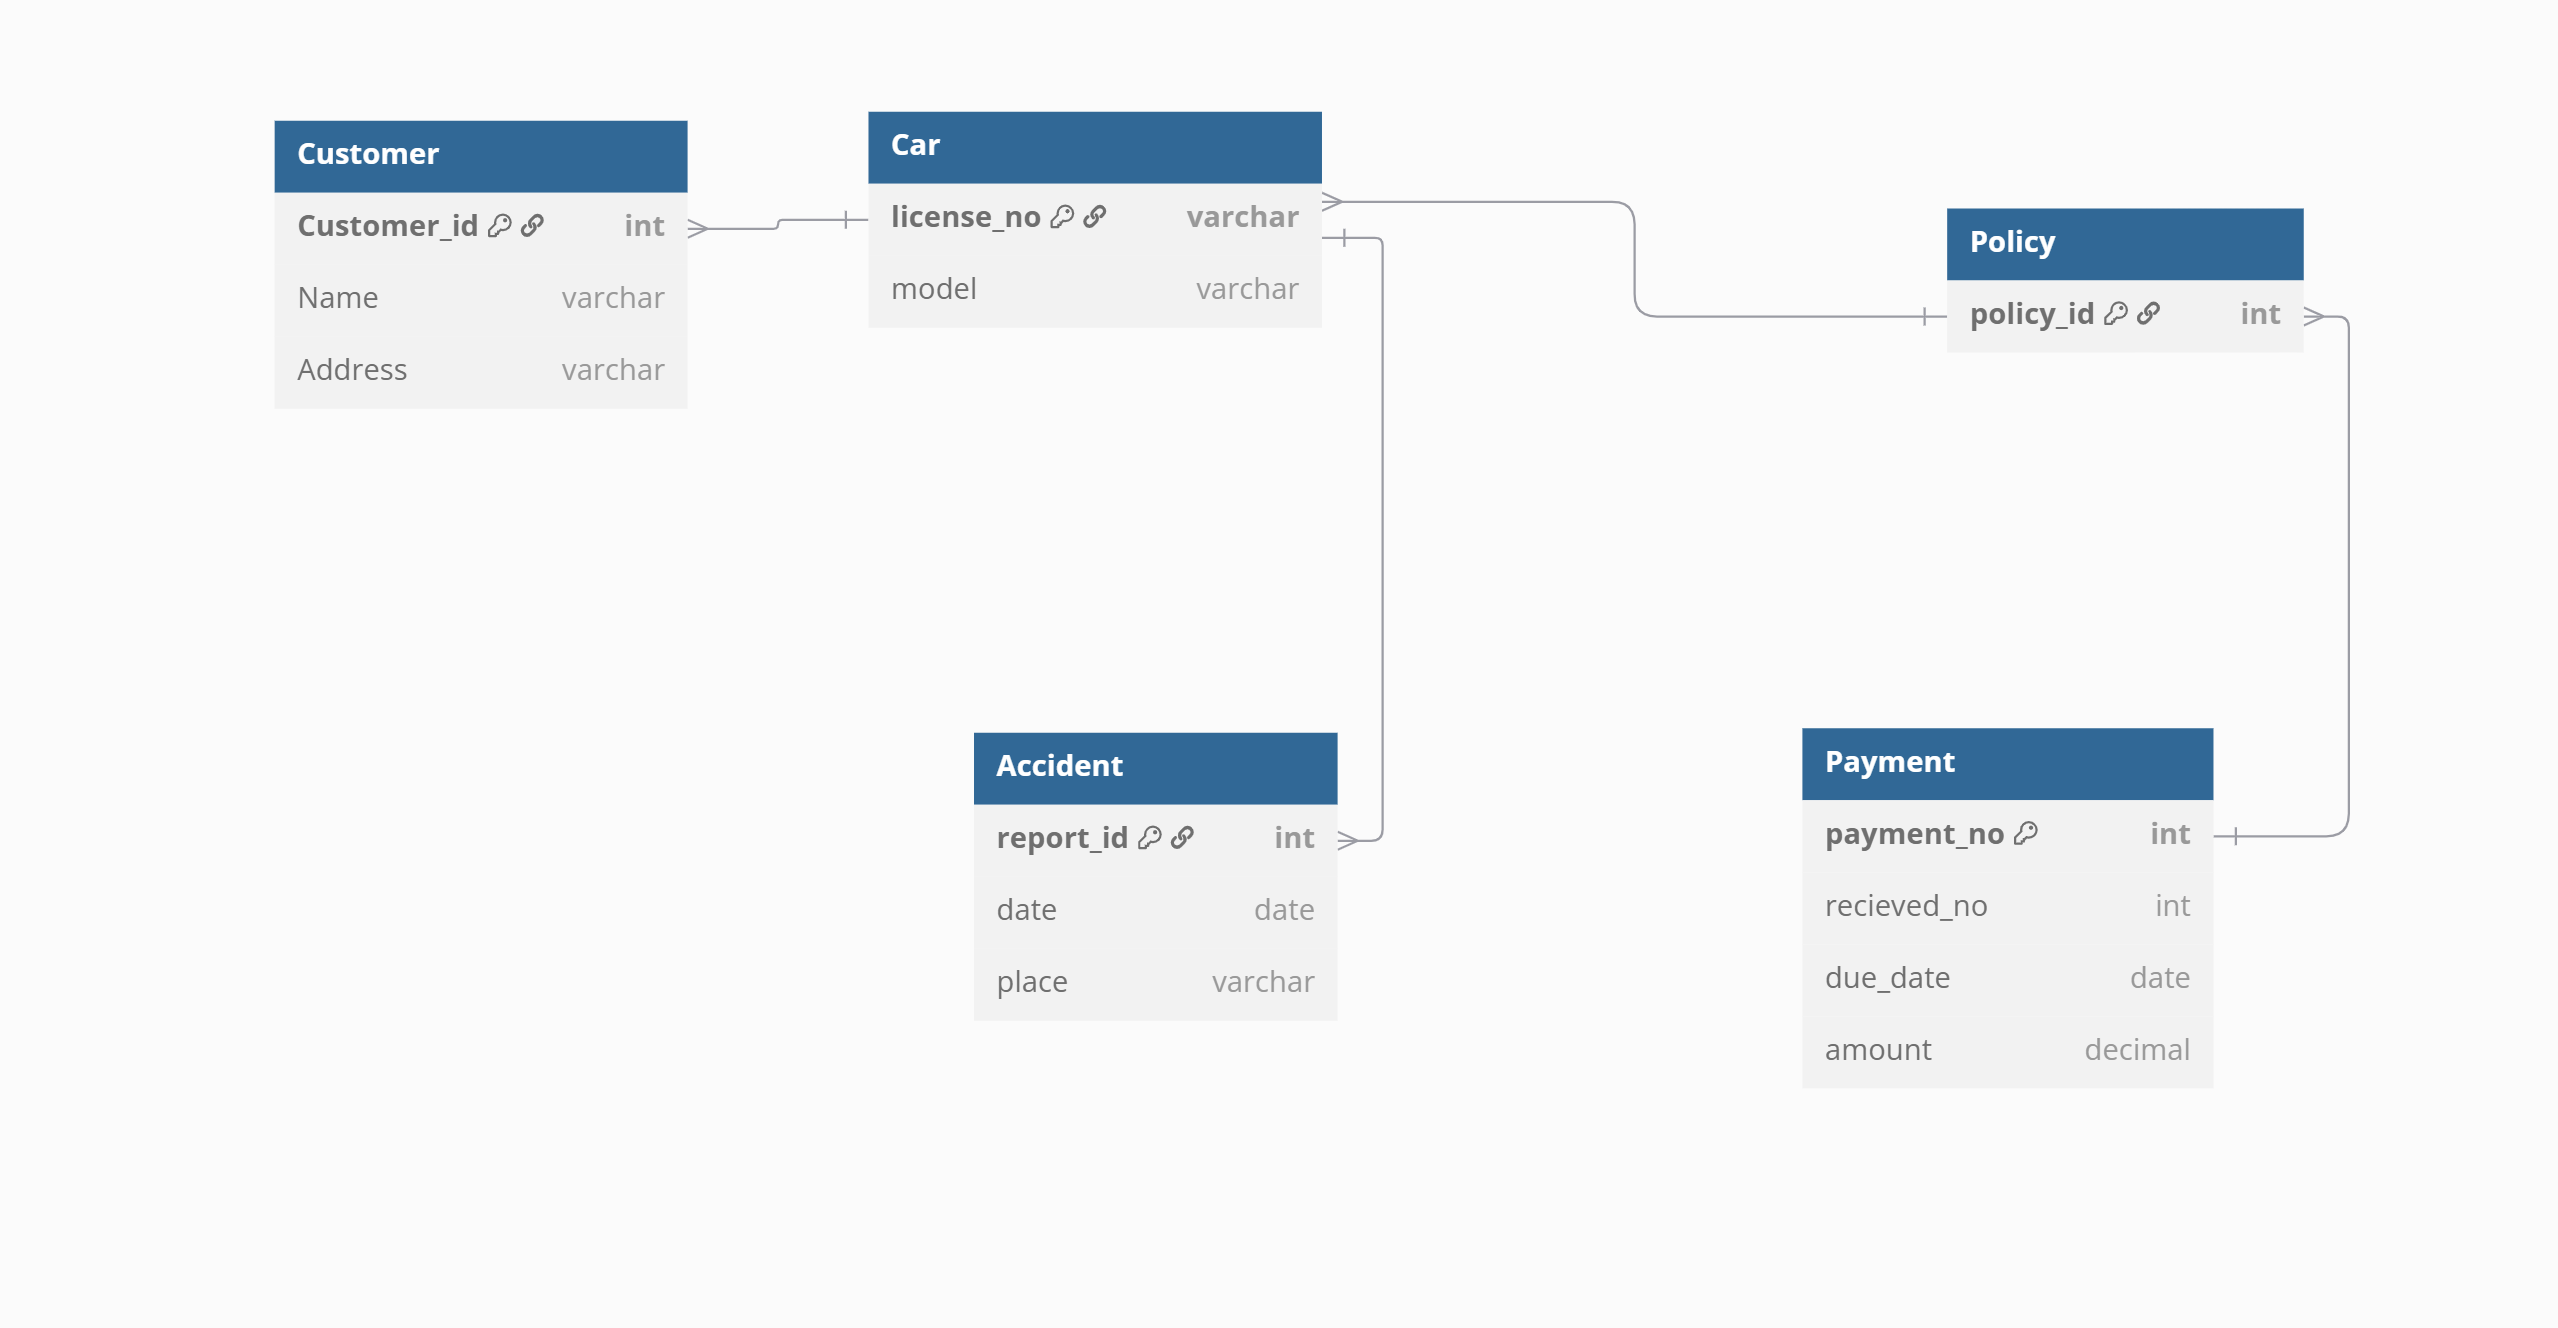 Customer
Customer_id int
Name varchar
Address varchar
Car
license_no varchar
model varchar
Policy
policy_id int
Accident
report_id int
date date
place varchar
Payment
payment_no int
recieved_no int
due_date date
amount decimal